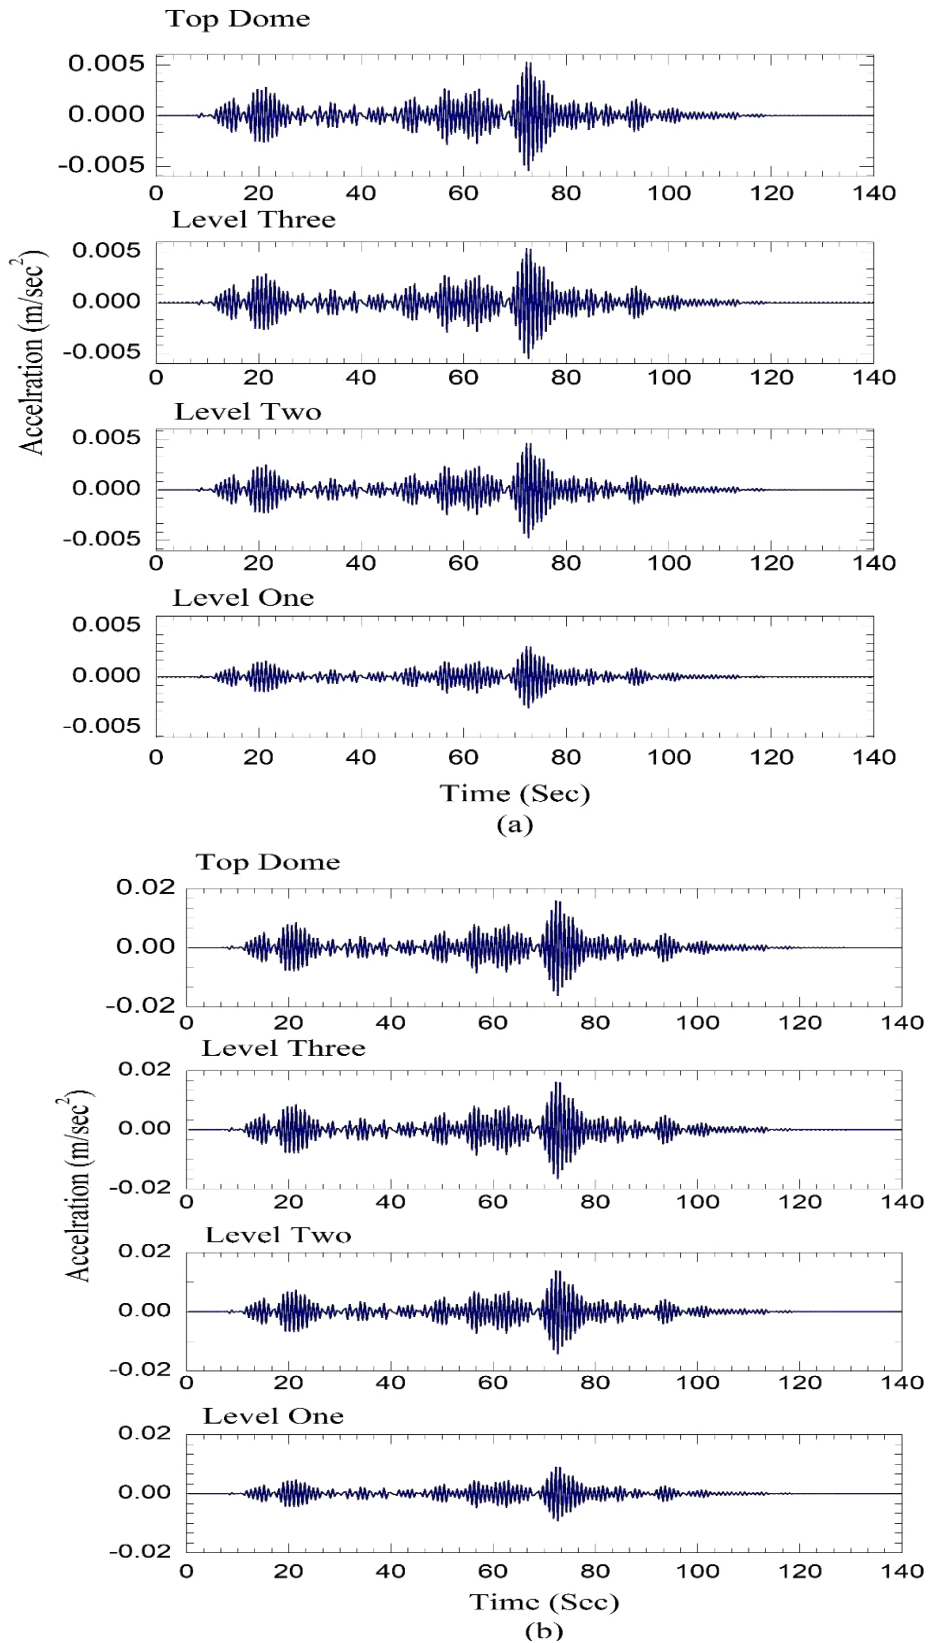 Top Dome
0.005
0.000
-0.005
0 20 40 60 80 100 120 140
Level Three
0.005
0.000
-0.005
0 20 40 60 80 100 120 140
Level Two
0.005
0.000
-0.005
0 20 40 60 80 100 120 140
Level One
0.005
0.000
-0.005
0 20 40 60 80 100 120 140
Accelration (m/sec²)
Time (Sec)
(a)
Top Dome
0.02
0.00
-0.02
0 20 40 60 80 100 120 140
Level Three
0.02
0.00
-0.02
0 20 40 60 80 100 120 140
Level Two
0.02
0.00
-0.02
0 20 40 60 80 100 120 140
Level One
0.02
0.00
-0.02
0 20 40 60 80 100 120 140
Accelration (m/sec²)
Time (Sec)
(b)